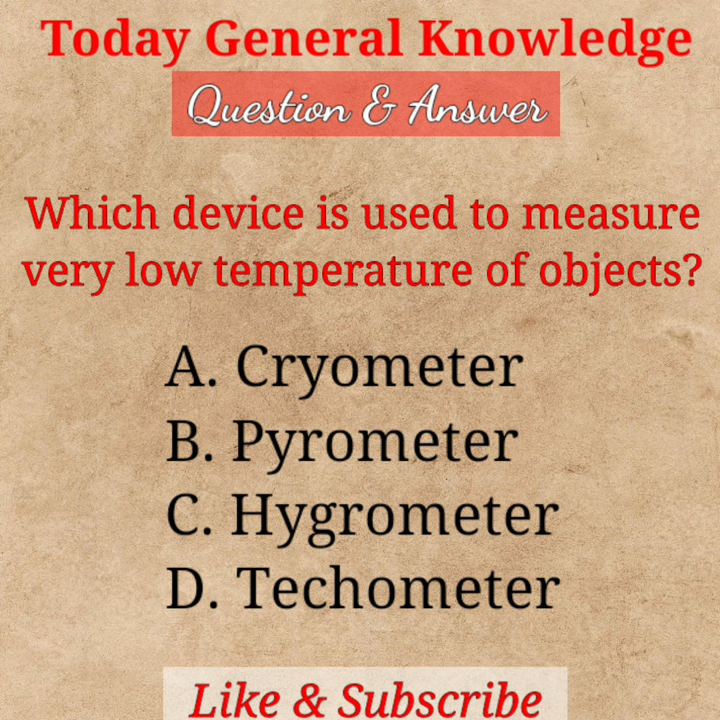 Today General Knowledge
Question & Answer
Which device is used to measure
very low temperature of objects?
A. Cryometer
B. Pyrometer
C. Hygrometer
D. Techometer
Like & Subscribe